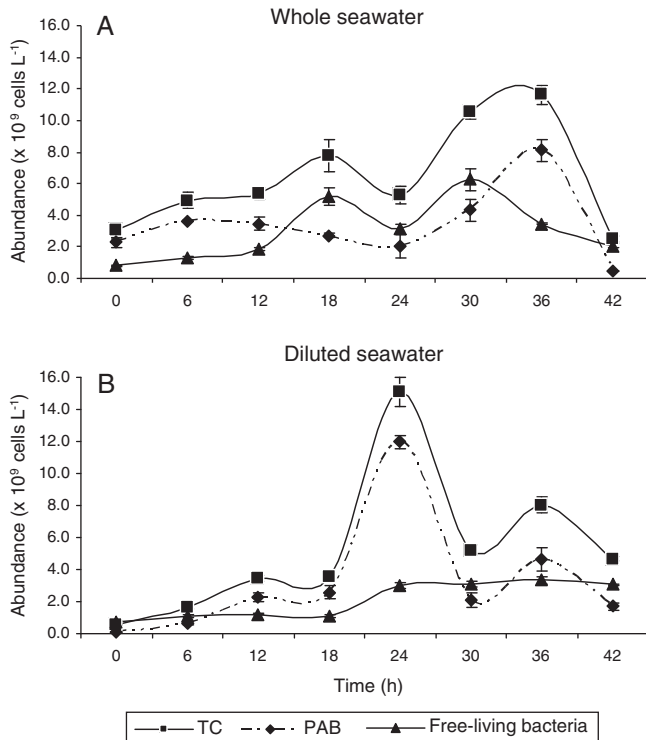 A
Whole seawater
Abundance (x 10⁹ cells L⁻¹)
16.0
14.0
12.0
10.0
8.0
6.0
4.0
2.0
0.0
0 6 12 18 24 30 36 42
B
Diluted seawater
Abundance (x 10⁹ cells L⁻¹)
16.0
14.0
12.0
10.0
8.0
6.0
4.0
2.0
0.0
0 6 12 18 24 30 36 42
Time (h)
TC PAB Free-living bacteria